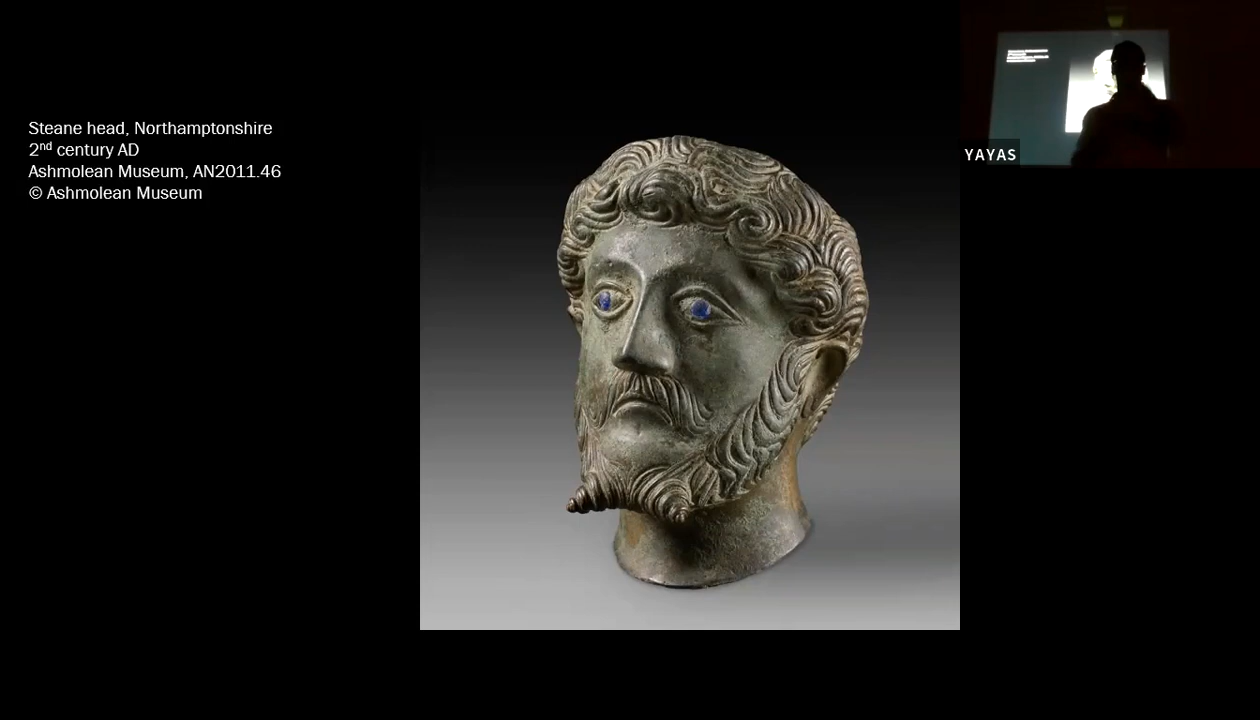 Steane head, Northamptonshire
2nd century AD
Ashmolean Museum, AN2011.46
© Ashmolean Museum
YAYAS